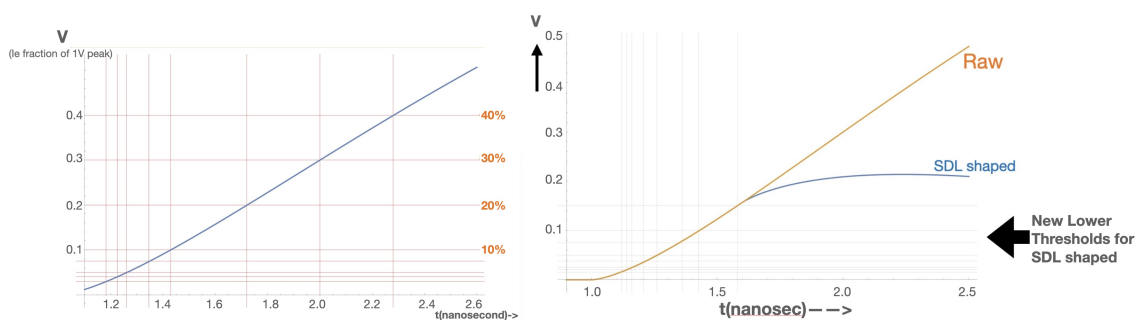 V
(Ie fraction of 1V peak)
0.4
0.3
0.2
0.1
40%
30%
20%
10%
1.2 1.4 1.6 1.8 2.0 2.2 2.4 2.6
t(nanosecond)->
V
0.5
0.4
0.3
0.2
0.1
Raw
SDL shaped
New Lower
Thresholds for
SDL shaped
1.0 1.5 2.0 2.5
t(nanosec)——>